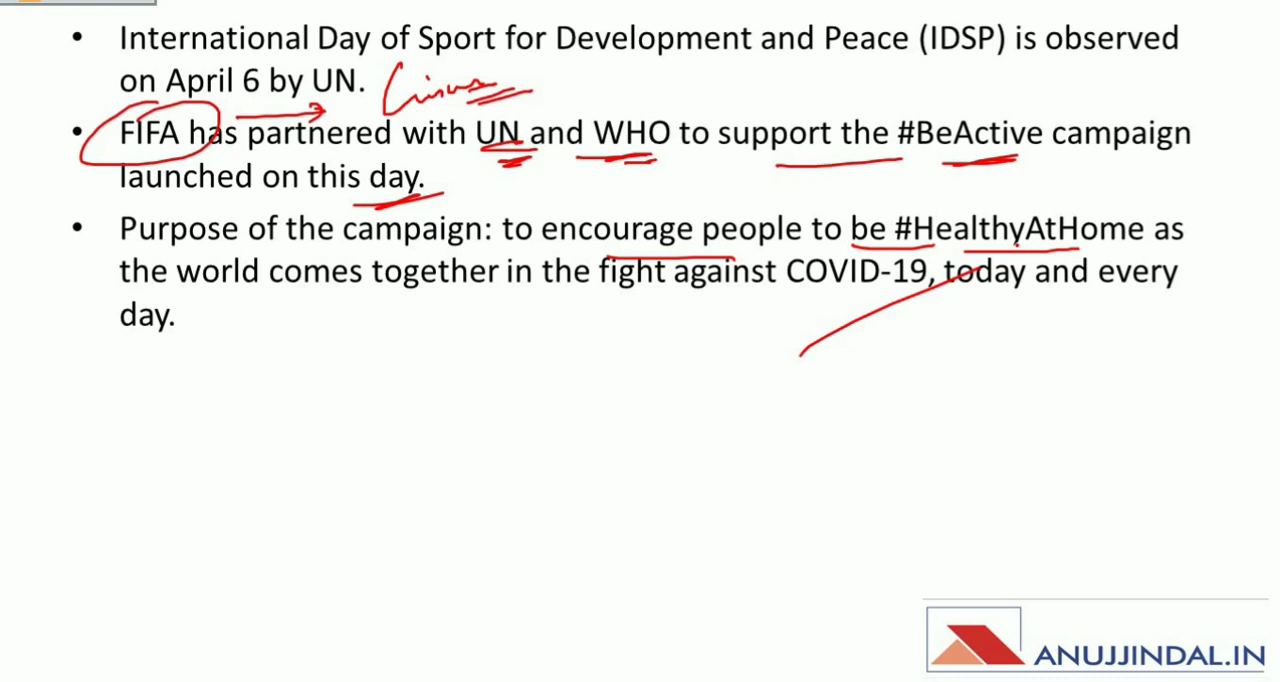 • International Day of Sport for Development and Peace (IDSP) is observed
on April 6 by UN.
• FIFA has partnered with UN and WHO to support the #BeActive campaign
launched on this day.
• Purpose of the campaign: to encourage people to be #HealthyAtHome as
the world comes together in the fight against COVID-19, today and every
day.
ANUJJINDAL.IN